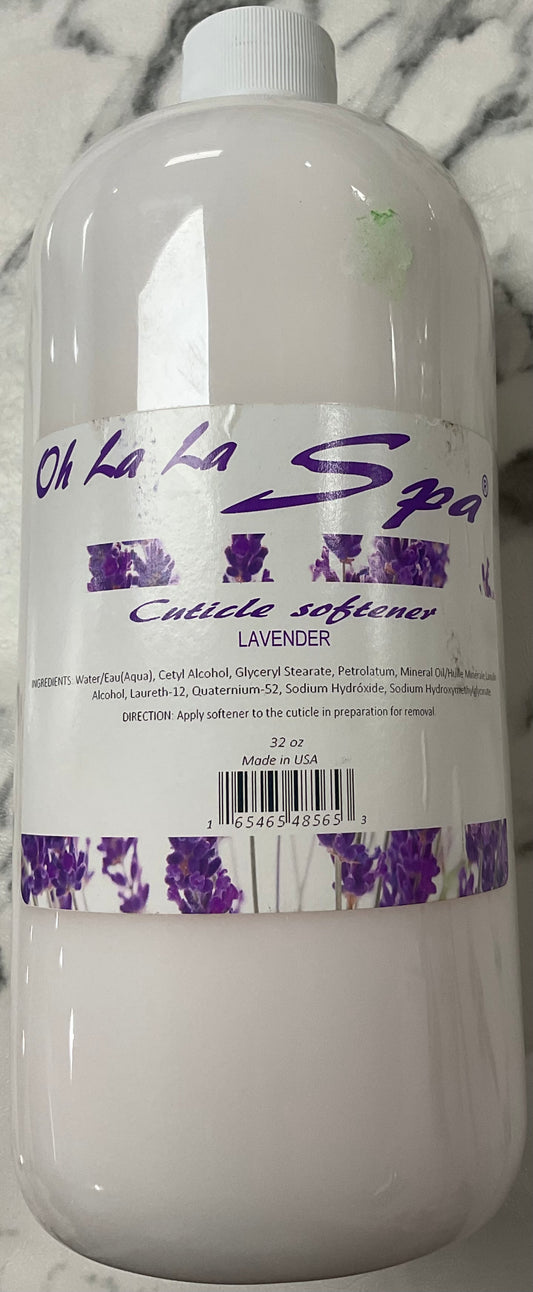 Oh La La Spa®
Cuticle softener
LAVENDER
INGREDIENTS: Water/Eau(Aqua), Cetyl Alcohol, Glyceryl Stearate, Petrolatum, Mineral Oil/Huile Minerale, Lanolin
Alcohol, Laureth-12, Quaternium-52, Sodium Hydróxide, Sodium Hydroxymethylglycinate
DIRECTION: Apply softener to the cuticle in preparation for removal.
32 oz
Made in USA
1 65465 48565 3